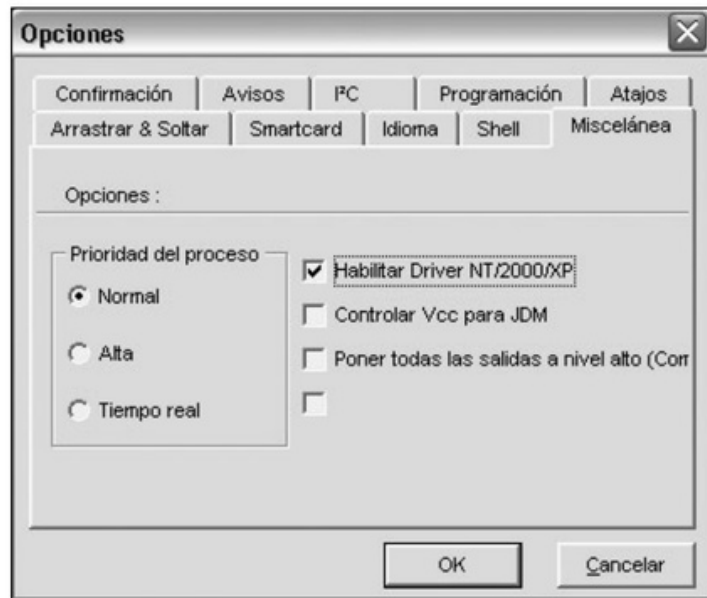 Opciones
Confirmación Avisos I²C Programación Atajos
Arrastrar & Soltar Smartcard Idioma Shell Miscelánea
Opciones :
Prioridad del proceso
Normal
Alta
Tiempo real
Habilitar Driver NT/2000/XP
Controlar Vcc para JDM
Poner todas las salidas a nivel alto (Com
OK Cancelar